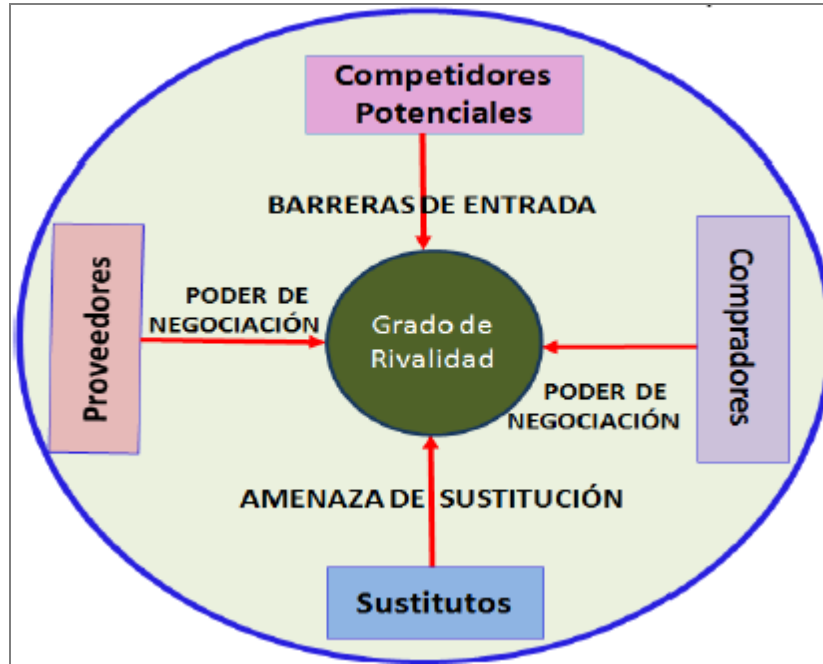 Competidores
Potenciales
BARRERAS DE ENTRADA
Proveedores
PODER DE
NEGOCIACIÓN
Grado de
Rivalidad
Compradores
PODER DE
NEGOCIACIÓN
AMENAZA DE SUSTITUCIÓN
Sustitutos